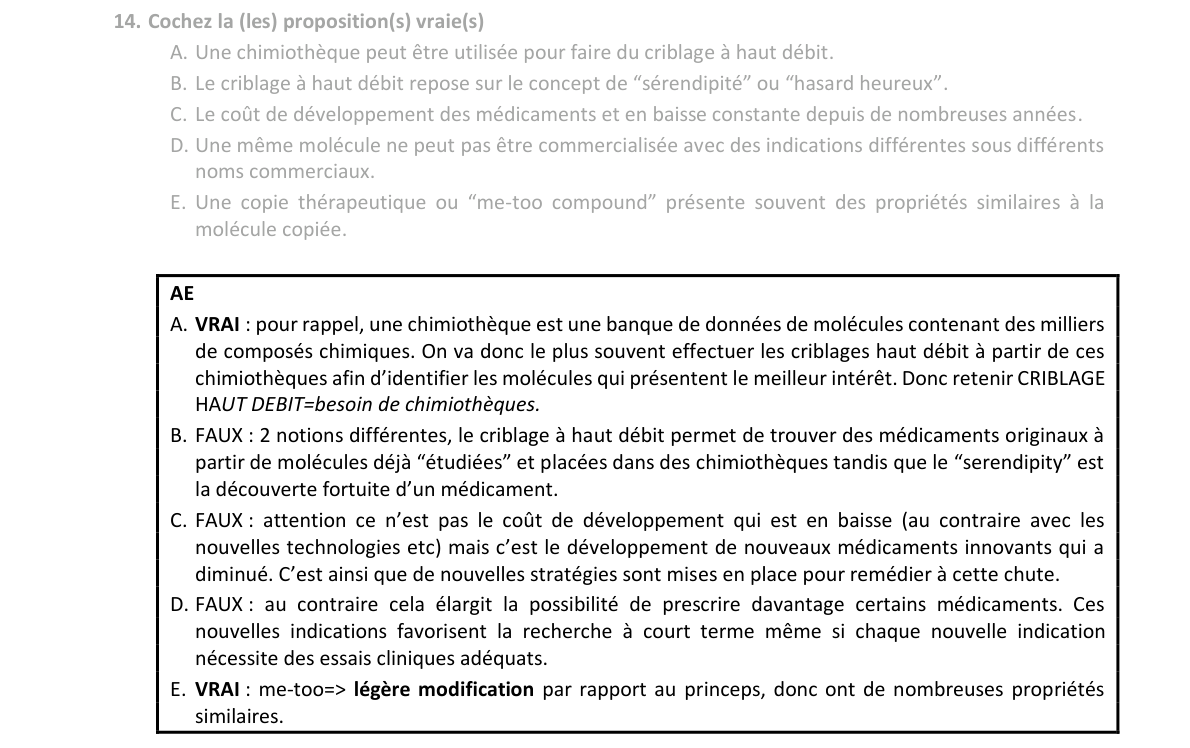 14. Cochez la (les) proposition(s) vraie(s)
A. Une chimiothèque peut être utilisée pour faire du criblage à haut débit.
B. Le criblage à haut débit repose sur le concept de “sérendipité” ou “hasard heureux”.
C. Le coût de développement des médicaments et en baisse constante depuis de nombreuses années.
D. Une même molécule ne peut pas être commercialisée avec des indications différentes sous différents
noms commerciaux.
E. Une copie thérapeutique ou “me-too compound” présente souvent des propriétés similaires à la
molécule copiée.
AE
A. VRAI : pour rappel, une chimiothèque est une banque de données de molécules contenant des milliers
de composés chimiques. On va donc le plus souvent effectuer les criblages haut débit à partir de ces
chimiothèques afin d’identifier les molécules qui présentent le meilleur intérêt. Donc retenir CRIBLAGE
HAUT DEBIT=besoin de chimiothèques.
B. FAUX : 2 notions différentes, le criblage à haut débit permet de trouver des médicaments originaux à
partir de molécules déjà “étudiées” et placées dans des chimiothèques tandis que le “serendipity” est
la découverte fortuite d’un médicament.
C. FAUX : attention ce n’est pas le coût de développement qui est en baisse (au contraire avec les
nouvelles technologies etc) mais c’est le développement de nouveaux médicaments innovants qui a
diminué. C’est ainsi que de nouvelles stratégies sont mises en place pour remédier à cette chute.
D. FAUX : au contraire cela élargit la possibilité de prescrire davantage certains médicaments. Ces
nouvelles indications favorisent la recherche à court terme même si chaque nouvelle indication
nécessite des essais cliniques adéquats.
E. VRAI : me-too=> légère modification par rapport au princeps, donc ont de nombreuses propriétés
similaires.